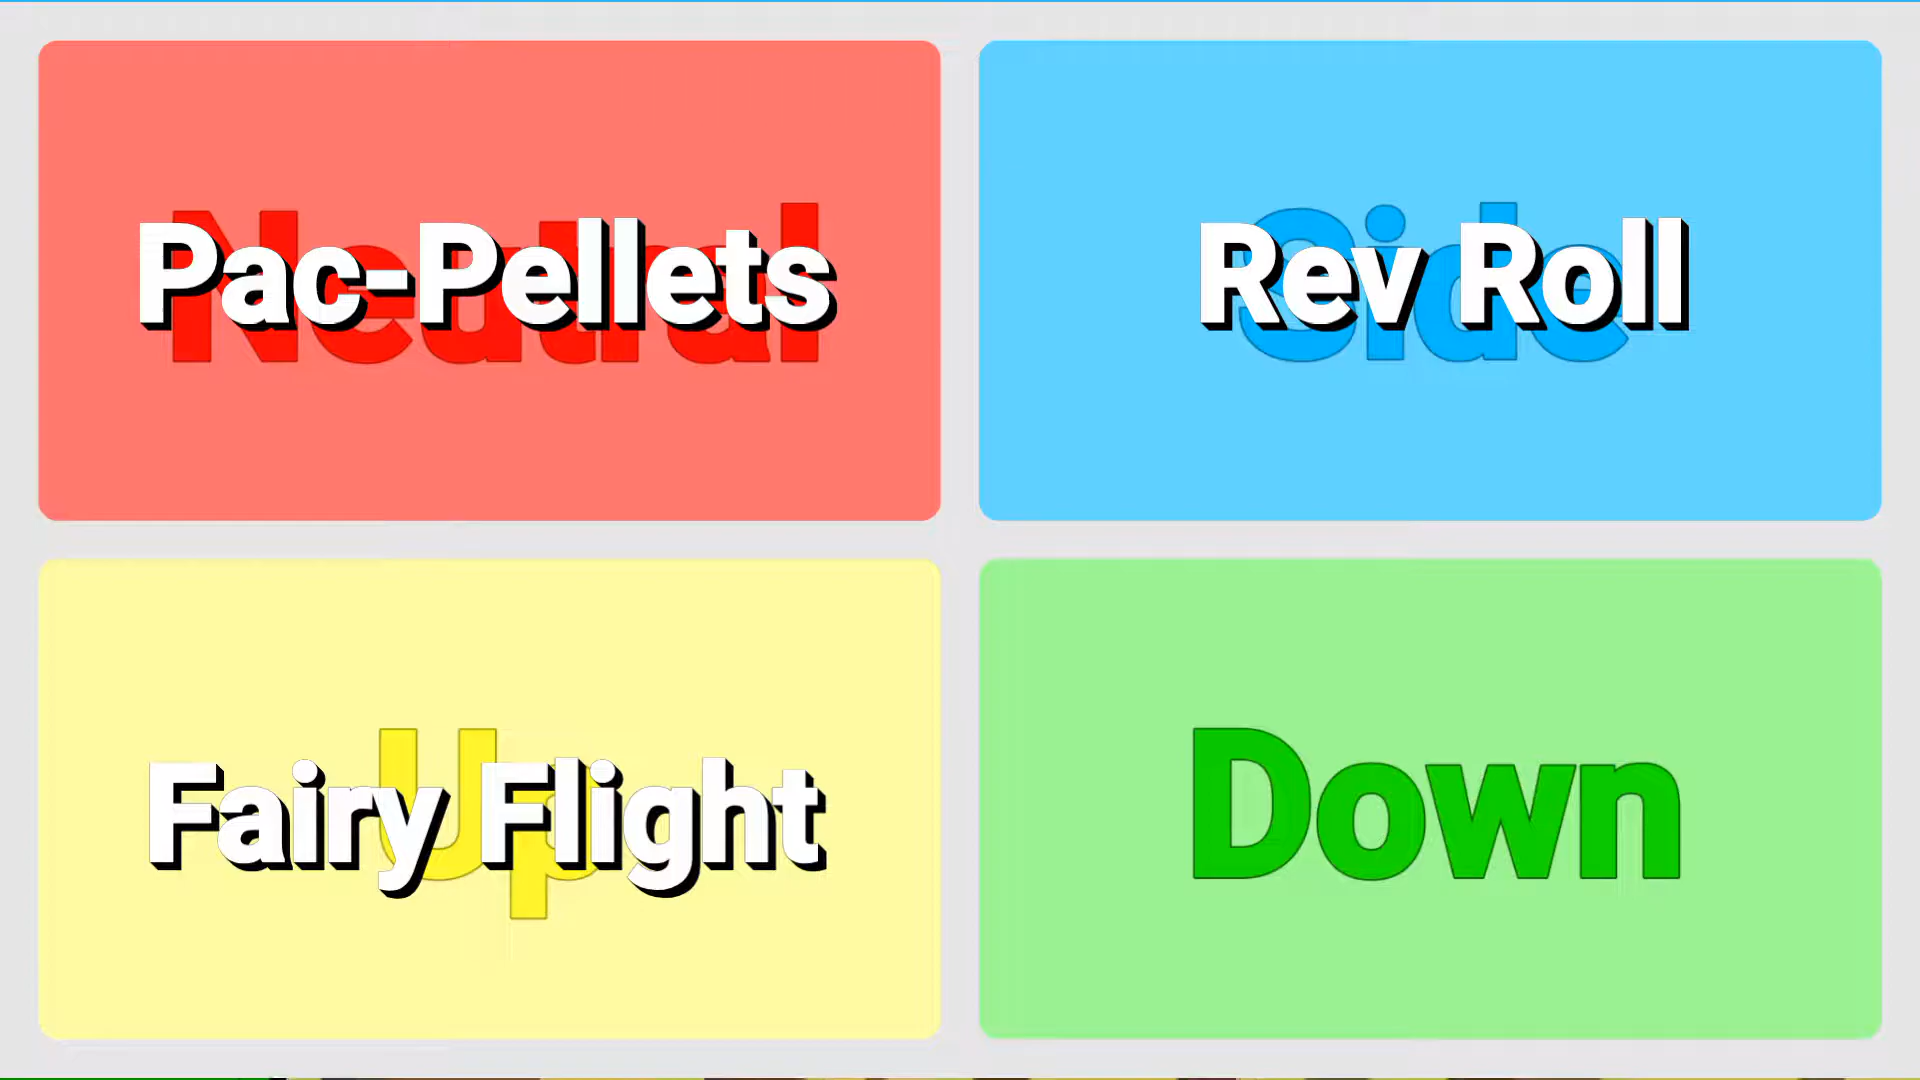 Neutral
Pac-Pellets
Side
Rev Roll
Up
Fairy Flight
Down